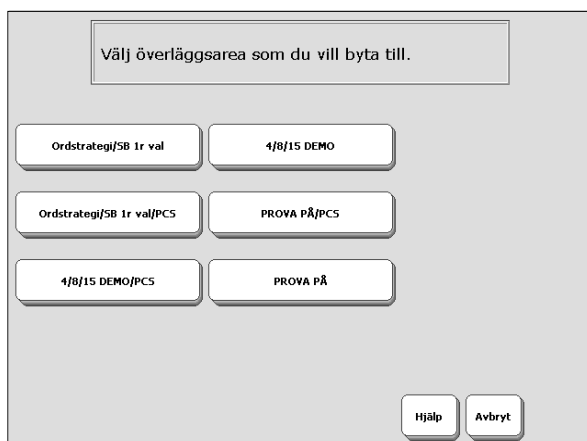 Välj överläggsarea som du vill byta till.
Ordstrategi/SB 1r val
4/8/15 DEMO
Ordstrategi/SB 1r val/PCS
PROVA PÅ/PCS
4/8/15 DEMO/PCS
PROVA PÅ
Hjälp
Avbryt